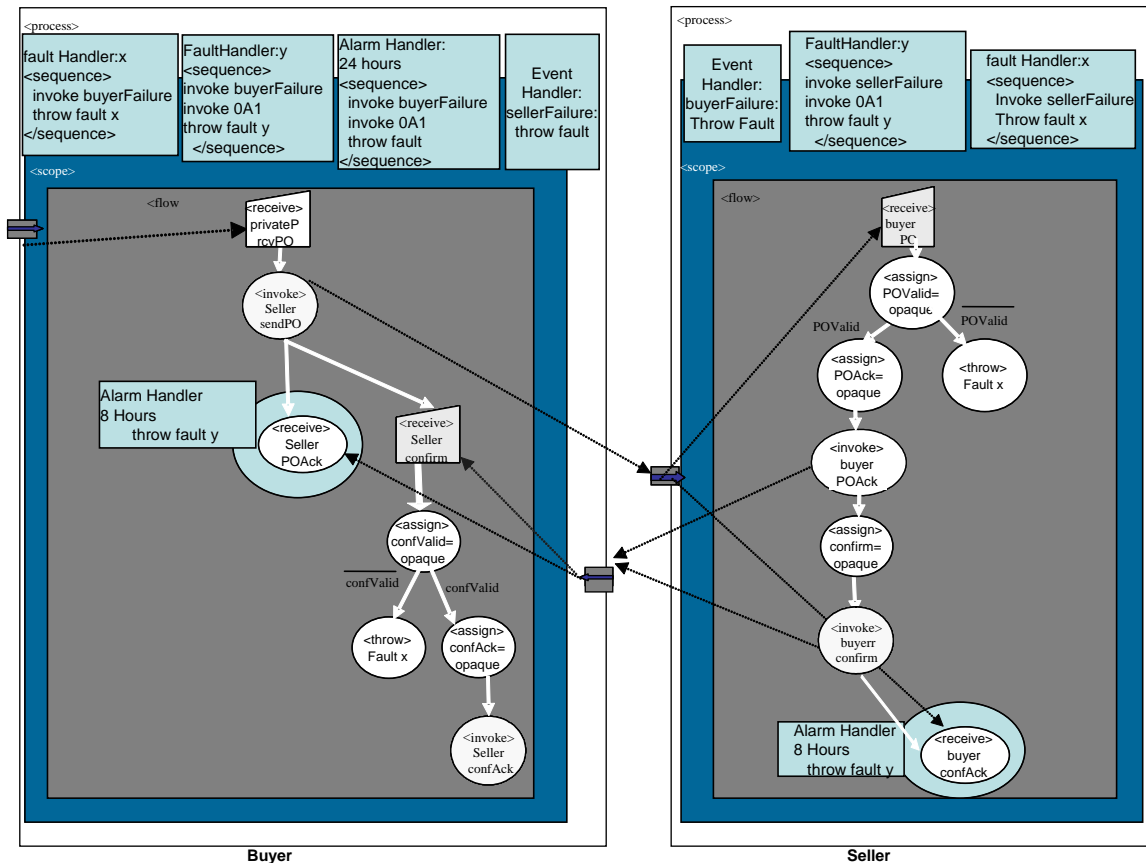 <process>
fault Handler:x
<sequence>
invoke buyerFailure
throw fault x
</sequence>
FaultHandler:y
<sequence>
invoke buyerFailure
invoke 0A1
throw fault y
</sequence>
Alarm Handler:
24 hours
<sequence>
invoke buyerFailure
invoke 0A1
throw fault
</sequence>
Event
Handler:
sellerFailure:
throw fault
<scope>
<flow
<receive>
privateP
rcvPO
<invoke>
Seller
sendPO
Alarm Handler
8 Hours
throw fault y
<receive>
Seller
POAck
<receive>
Seller
confirm
<assign>
confValid=
opaque
confValid
confValid
<throw>
Fault x
<assign>
confAck=
opaque
<invoke>
Seller
confAck
Buyer
<process>
Event
Handler:
buyerFailure:
Throw Fault
FaultHandler:y
<sequence>
invoke sellerFailure
invoke 0A1
throw fault y
</sequence>
fault Handler:x
<sequence>
Invoke sellerFailure
Throw fault x
</sequence>
<scope>
<flow>
<receive>
buyer
PO
<assign>
POValid=
opaque
POValid
POValid
<assign>
POAck=
opaque
<throw>
Fault x
<invoke>
buyer
POAck
<assign>
confirm=
opaque
<invoke>
buyerr
confirm
Alarm Handler
8 Hours
throw fault y
<receive>
buyer
confAck
Seller